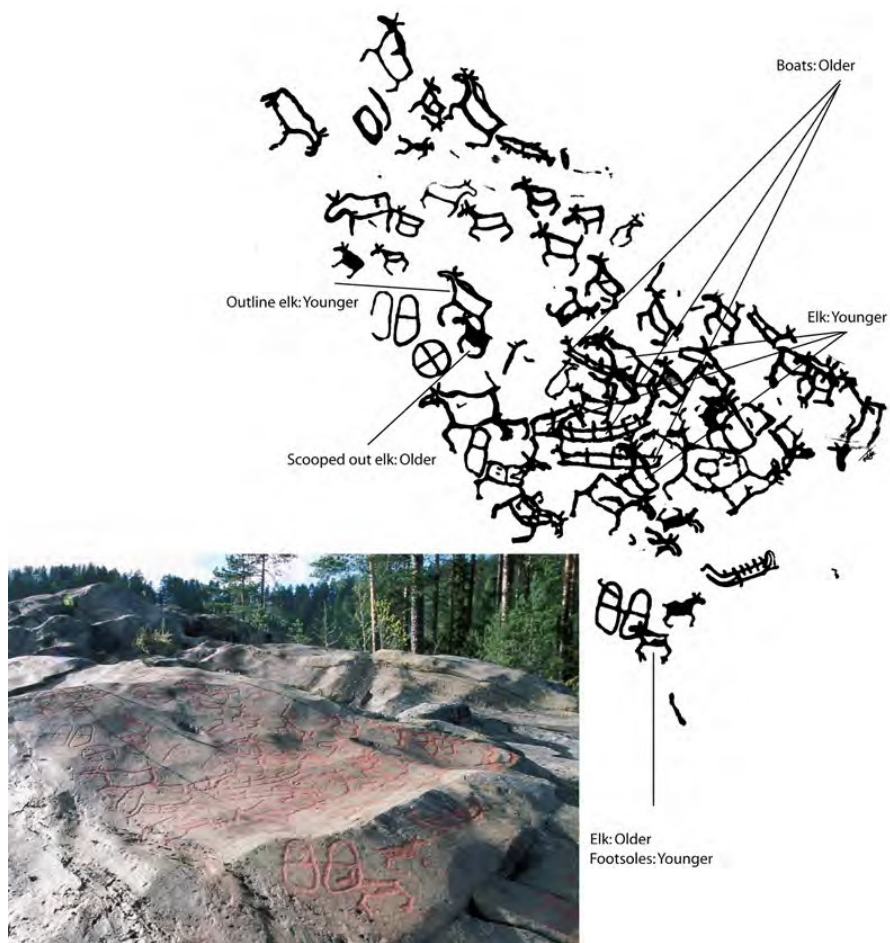 Boats: Older
Elk: Younger
Outline elk: Younger
Scooped out elk: Older
Elk: Older
Footsoles: Younger